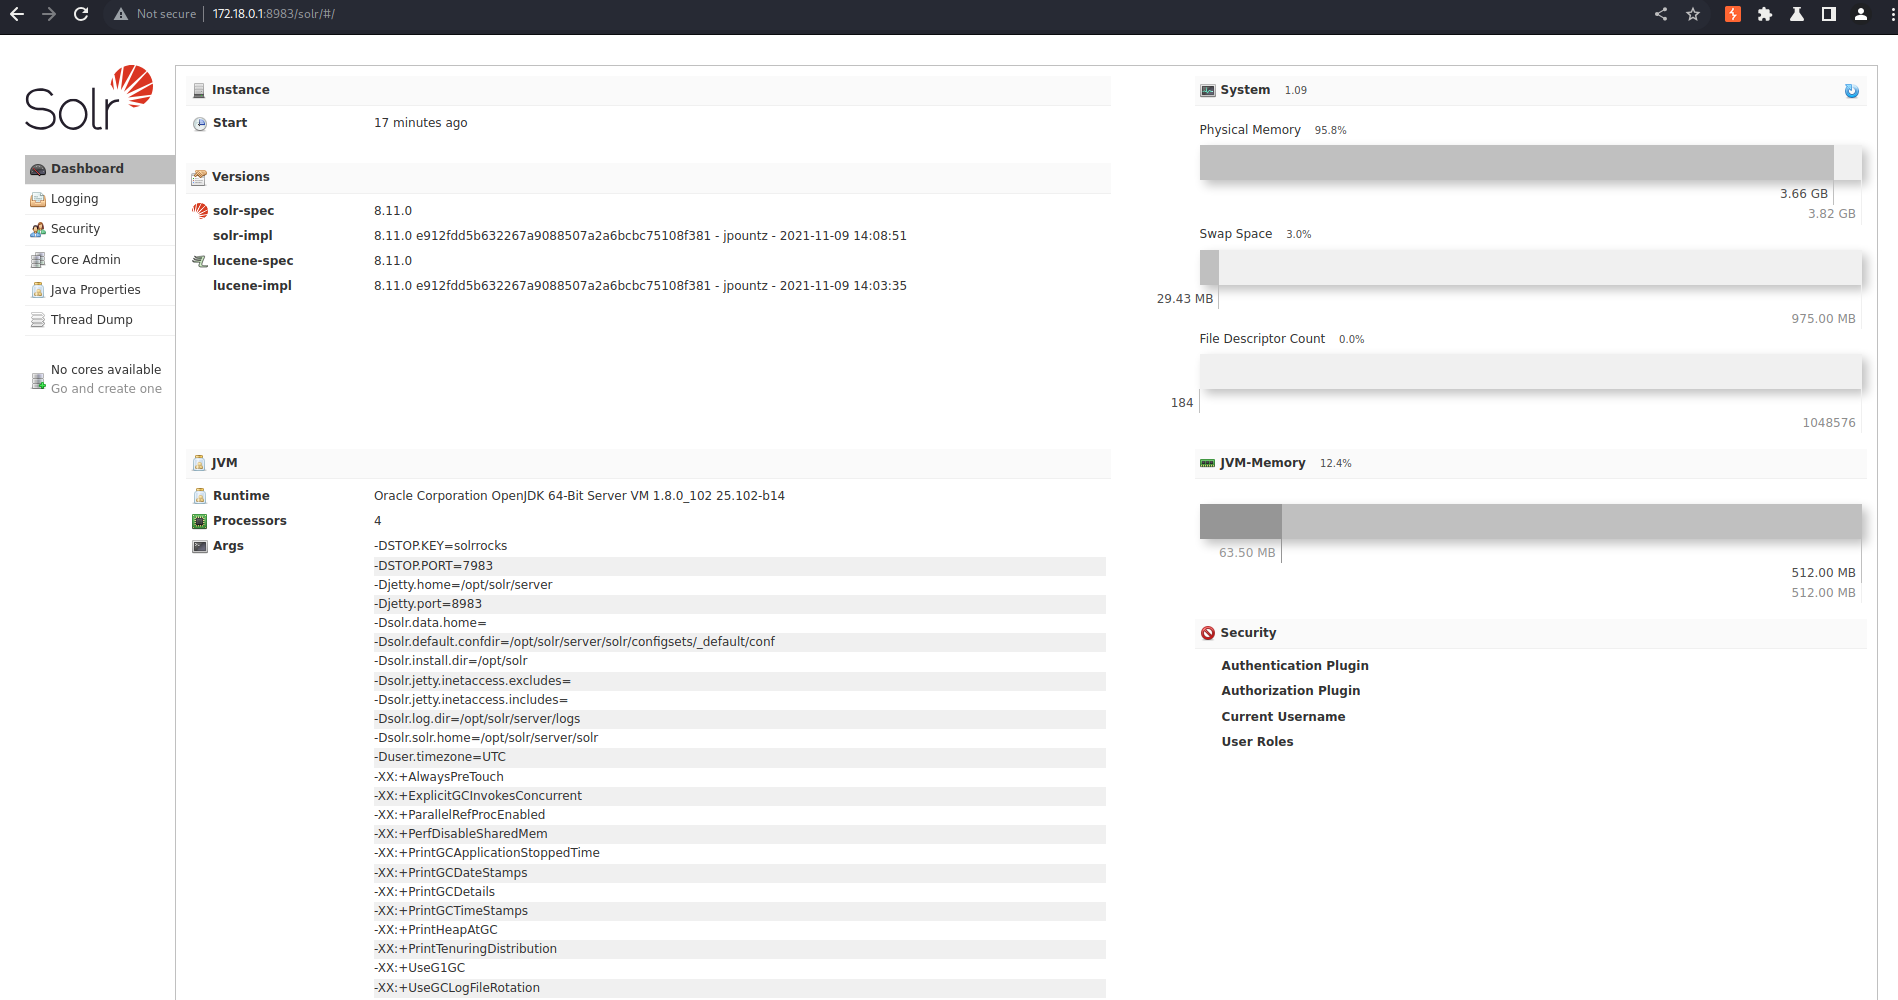 Not secure 172.18.0.1:8983/solr/#/
Solr
Dashboard
Logging
Security
Core Admin
Java Properties
Thread Dump
No cores available
Go and create one
Instance
Start 17 minutes ago
Versions
solr-spec 8.11.0
solr-impl 8.11.0 e912fdd5b632267a9088507a2a6bcbc75108f381 - jpountz - 2021-11-09 14:08:51
lucene-spec 8.11.0
lucene-impl 8.11.0 e912fdd5b632267a9088507a2a6bcbc75108f381 - jpountz - 2021-11-09 14:03:35
JVM
Runtime Oracle Corporation OpenJDK 64-Bit Server VM 1.8.0_102 25.102-b14
Processors 4
Args -DSTOP.KEY=solrrocks
-DSTOP.PORT=7983
-Djetty.home=/opt/solr/server
-Djetty.port=8983
-Dsolr.data.home=
-Dsolr.default.confdir=/opt/solr/server/solr/configsets/_default/conf
-Dsolr.install.dir=/opt/solr
-Dsolr.jetty.inetaccess.excludes=
-Dsolr.jetty.inetaccess.includes=
-Dsolr.log.dir=/opt/solr/server/logs
-Dsolr.solr.home=/opt/solr/server/solr
-Duser.timezone=UTC
-XX:+AlwaysPreTouch
-XX:+ExplicitGCInvokesConcurrent
-XX:+ParallelRefProcEnabled
-XX:+PerfDisableSharedMem
-XX:+PrintGCApplicationStoppedTime
-XX:+PrintGCDateStamps
-XX:+PrintGCDetails
-XX:+PrintGCTimeStamps
-XX:+PrintHeapAtGC
-XX:+PrintTenuringDistribution
-XX:+UseG1GC
-XX:+UseGCLogFileRotation
System 1.09
Physical Memory 95.8%
3.66 GB
3.82 GB
Swap Space 3.0%
29.43 MB
975.00 MB
File Descriptor Count 0.0%
184
1048576
JVM-Memory 12.4%
63.50 MB
512.00 MB
512.00 MB
Security
Authentication Plugin
Authorization Plugin
Current Username
User Roles